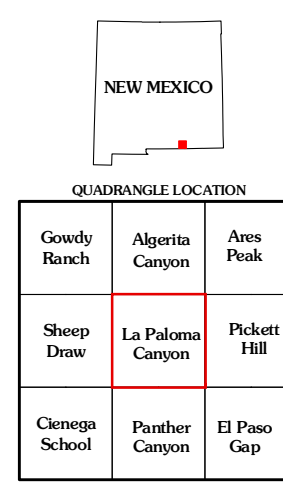 NEW MEXICO
QUADRANGLE LOCATION
Gowdy
Ranch
Algerita
Canyon
Ares
Peak
Sheep
Draw
La Paloma
Canyon
Pickett
Hill
Cienega
School
Panther
Canyon
El Paso
Gap